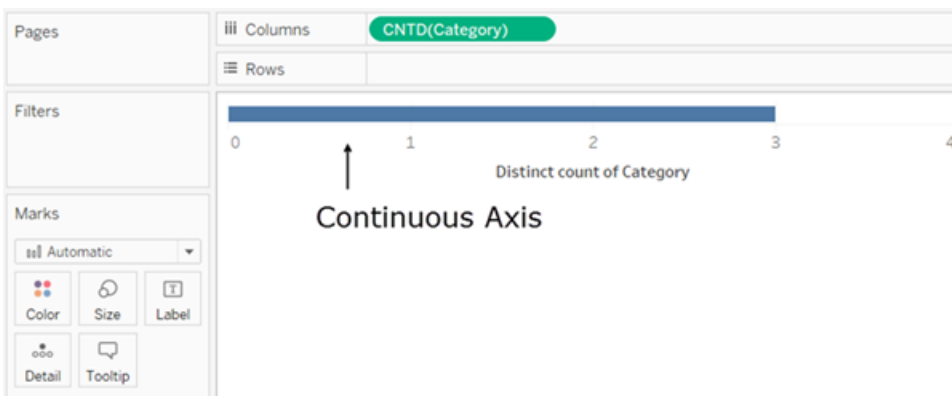 Pages
Columns
CNTD(Category)
Rows
Filters
0 1 2 3 4
Distinct count of Category
Continuous Axis
Marks
Automatic
Color Size Label
Detail Tooltip